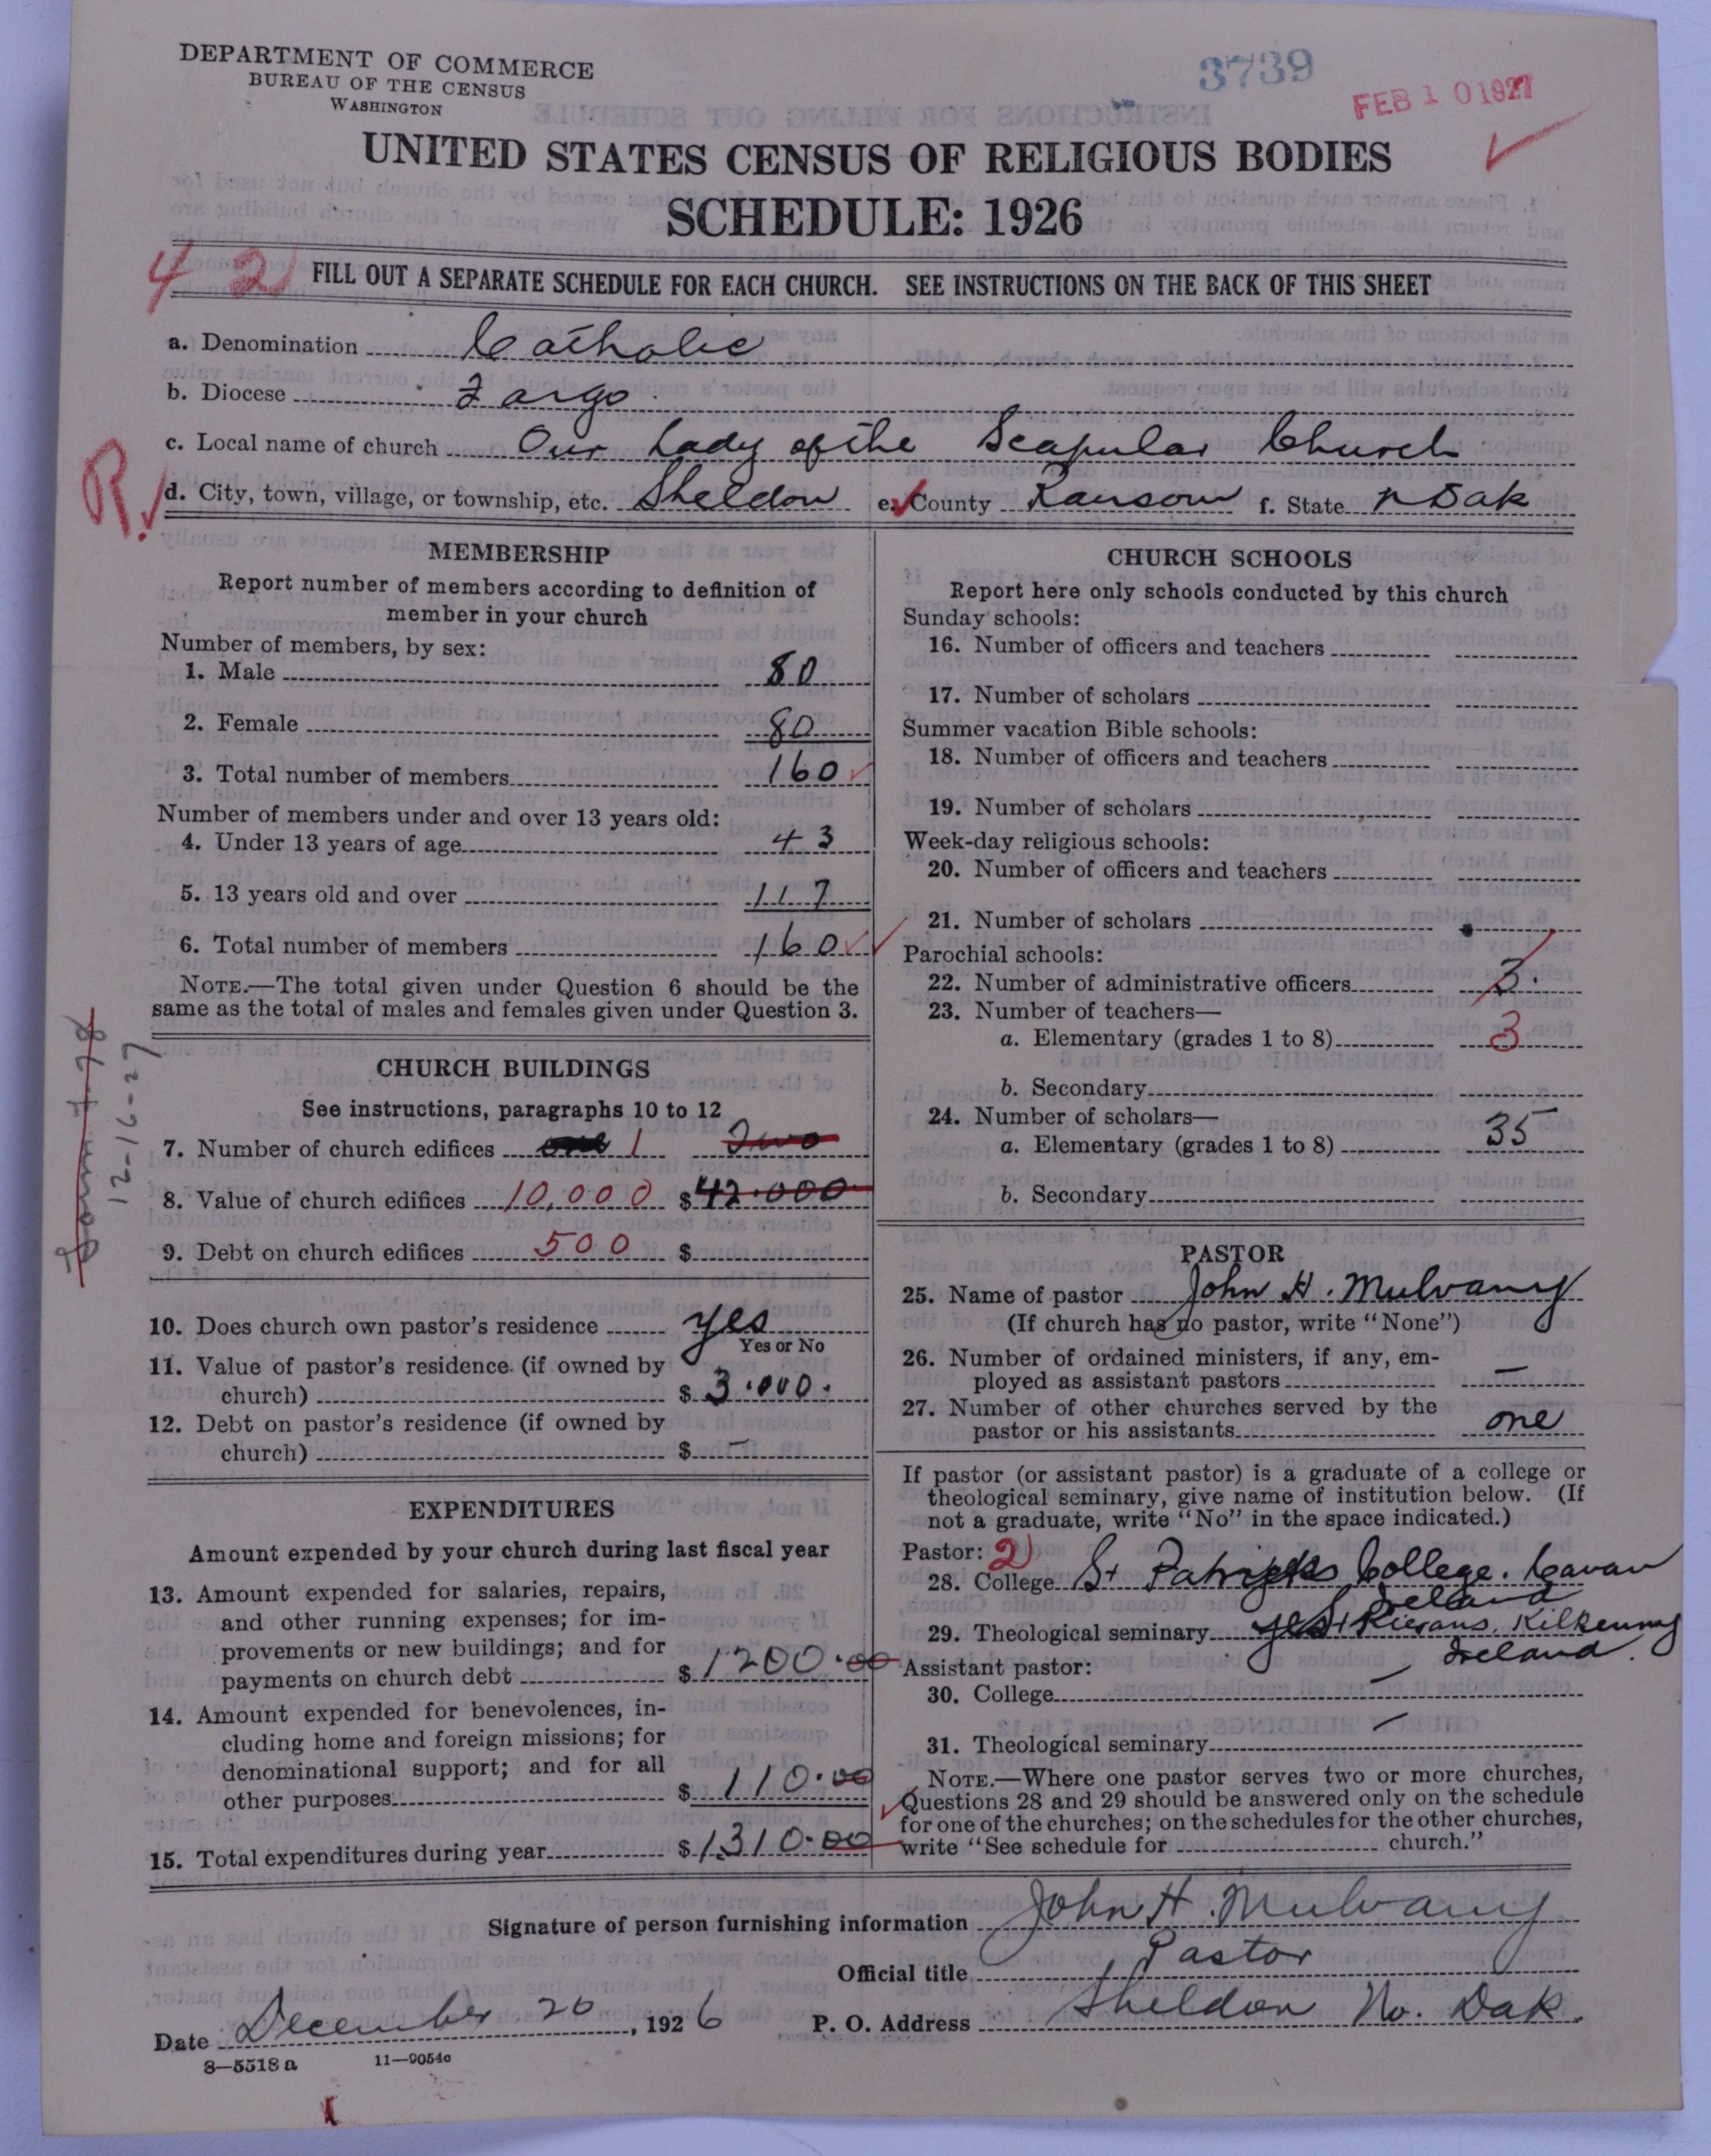 DEPARTMENT OF COMMERCE
BUREAU OF THE CENSUS
WASHINGTON
3739
FEB 10 1927
UNITED STATES CENSUS OF RELIGIOUS BODIES
SCHEDULE: 1926
4 2
FILL OUT A SEPARATE SCHEDULE FOR EACH CHURCH. SEE INSTRUCTIONS ON THE BACK OF THIS SHEET
a. Denomination Catholic
b. Diocese Fargo
c. Local name of church Our Lady of the Scapular Church
R.
d. City, town, village, or township, etc. Sheldon e. County Ransom f. State N Dak
MEMBERSHIP
Report number of members according to definition of
member in your church
Number of members, by sex:
1. Male 80
2. Female 80
3. Total number of members 160
Number of members under and over 13 years old:
4. Under 13 years of age 43
5. 13 years old and over 117
6. Total number of members 160
NOTE.—The total given under Question 6 should be the
same as the total of males and females given under Question 3.
Form 7-78
12-16-27
CHURCH BUILDINGS
See instructions, paragraphs 10 to 12
7. Number of church edifices one 1 Two
8. Value of church edifices 10,000 $ 42.000
9. Debt on church edifices 500 $
10. Does church own pastor's residence yes
Yes or No
11. Value of pastor's residence (if owned by
church) $ 3.000.
12. Debt on pastor's residence (if owned by
church) $ —
EXPENDITURES
Amount expended by your church during last fiscal year
13. Amount expended for salaries, repairs,
and other running expenses; for im-
provements or new buildings; and for
payments on church debt $ 1200.00
14. Amount expended for benevolences, in-
cluding home and foreign missions; for
denominational support; and for all
other purposes $ 110.00
15. Total expenditures during year $ 1310.00
CHURCH SCHOOLS
Report here only schools conducted by this church
Sunday schools:
16. Number of officers and teachers
17. Number of scholars
Summer vacation Bible schools:
18. Number of officers and teachers
19. Number of scholars
Week-day religious schools:
20. Number of officers and teachers
21. Number of scholars
Parochial schools:
22. Number of administrative officers 3.
23. Number of teachers—
a. Elementary (grades 1 to 8) 3
b. Secondary
24. Number of scholars—
a. Elementary (grades 1 to 8) 35
b. Secondary
PASTOR
25. Name of pastor John H. Mulvany
(If church has no pastor, write "None")
26. Number of ordained ministers, if any, em-
ployed as assistant pastors —
27. Number of other churches served by the
pastor or his assistants one
If pastor (or assistant pastor) is a graduate of a college or
theological seminary, give name of institution below. (If
not a graduate, write "No" in the space indicated.)
Pastor: 2
28. College St Patricks College. Cavan
Ireland
29. Theological seminary yes St Kierans. Kilkenny
Ireland.
Assistant pastor:
30. College —
31. Theological seminary —
NOTE.—Where one pastor serves two or more churches,
Questions 28 and 29 should be answered only on the schedule
for one of the churches; on the schedules for the other churches,
write "See schedule for church."
Signature of person furnishing information John H. Mulvany
Official title Pastor
Date December 20, 1926 P. O. Address Sheldon No. Dak.
8—5518 a 11—9054c